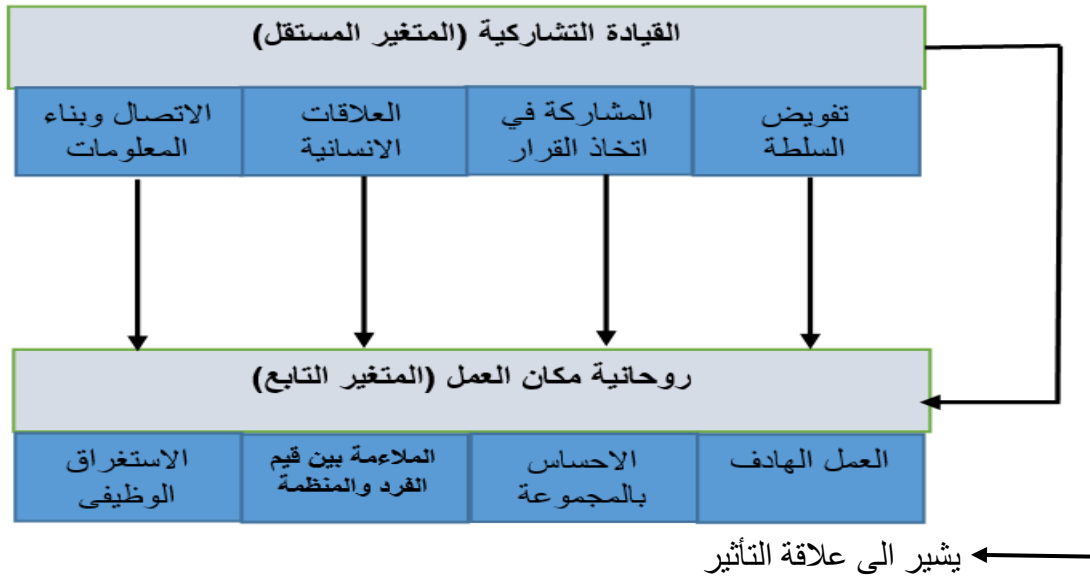 القيادة التشاركية (المتغير المستقل)
تفويض
السلطة
المشاركة في
اتخاذ القرار
العلاقات
الانسانية
الاتصال وبناء
المعلومات
روحانية مكان العمل (المتغير التابع)
العمل الهادف
الاحساس
بالمجموعة
الملاءمة بين قيم
الفرد والمنظمة
الاستغراق
الوظيفى
يشير الى علاقة التأثير